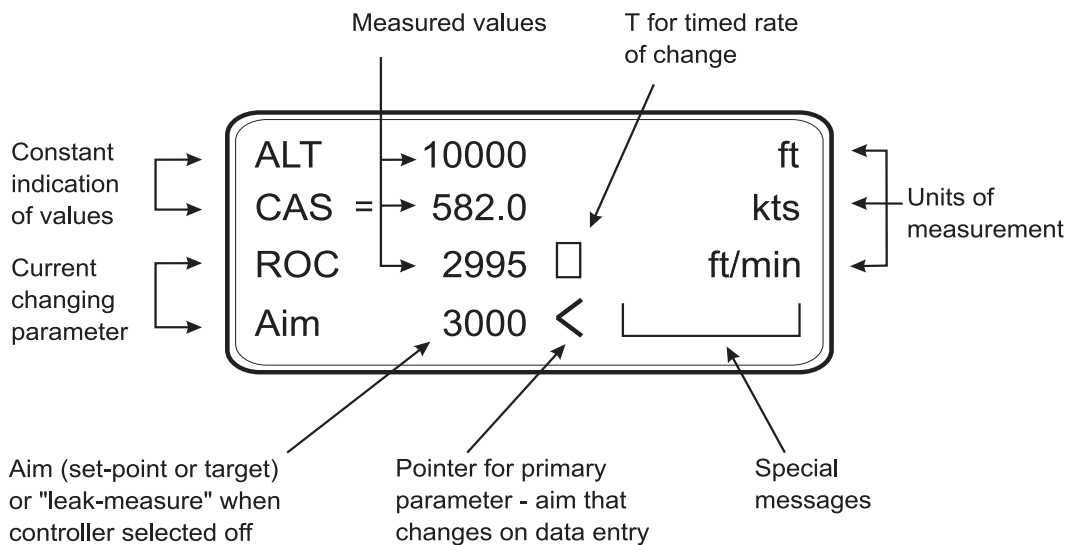 Measured values
T for timed rate
of change
Constant
indication
of values
Current
changing
parameter
ALT 10000 ft
CAS = 582.0 kts
ROC 2995 ft/min
Aim 3000 <
Units of
measurement
Aim (set-point or target)
or "leak-measure" when
controller selected off
Pointer for primary
parameter - aim that
changes on data entry
Special
messages